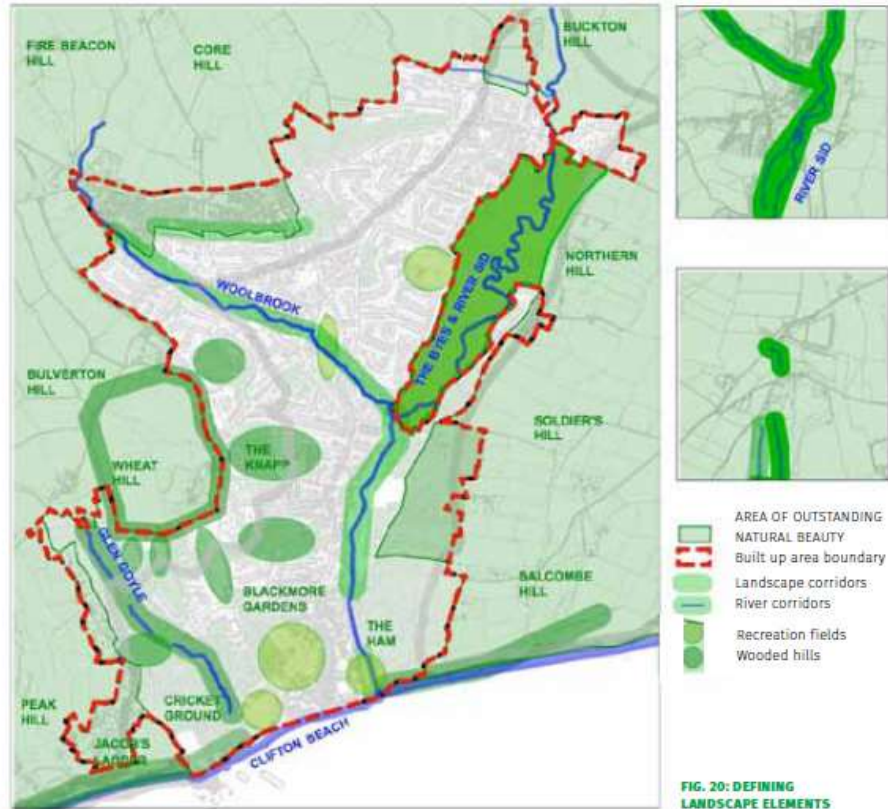 FIRE BEACON
HILL
CORE
HILL
BUCKTON
HILL
RIVER SID
NORTHERN
HILL
WOOLBROOK
THE BYES & RIVER SID
BULVERTON
HILL
SOLDIER'S
HILL
WHEAT
HILL
THE
KNAPP
GLEN GOYLE
BLACKMORE
GARDENS
SALCOMBE
HILL
THE
HAM
PEAK
HILL
CRICKET
GROUND
JACOB'S
LADDER
CLIFTON BEACH
AREA OF OUTSTANDING
NATURAL BEAUTY
Built up area boundary
Landscape corridors
River corridors
Recreation fields
Wooded hills
FIG. 20: DEFINING
LANDSCAPE ELEMENTS